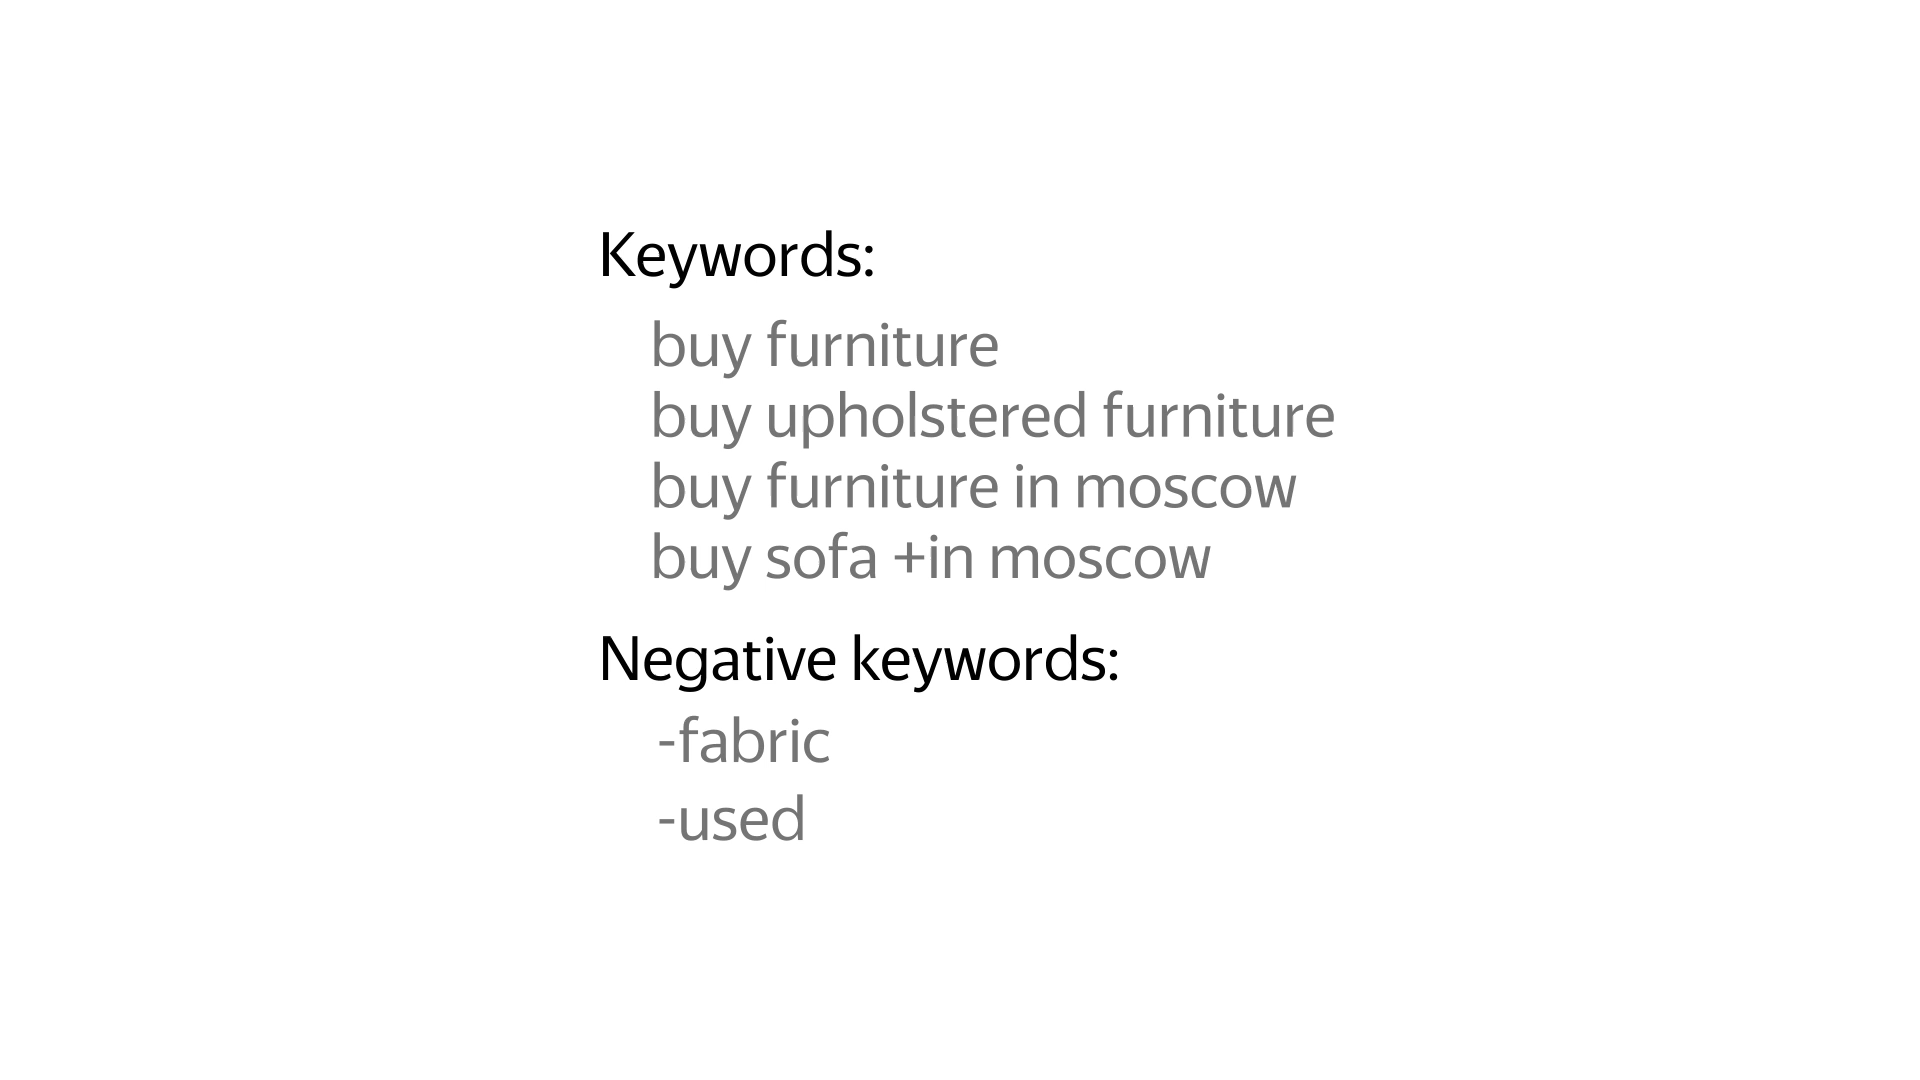 Keywords:
buy furniture
buy upholstered furniture
buy furniture in moscow
buy sofa +in moscow
Negative keywords:
-fabric
-used